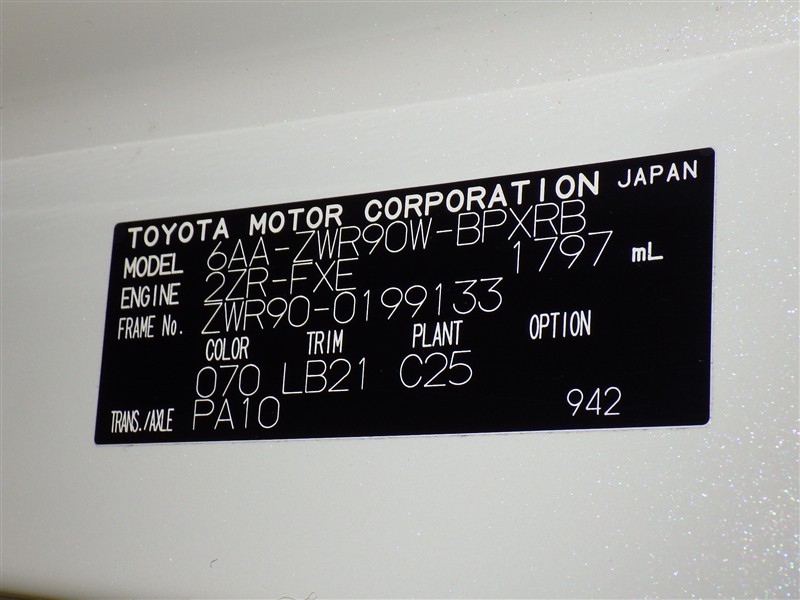 TOYOTA MOTOR CORPORATION JAPAN
MODEL 6AA-ZWR90W-BPXRB
ENGINE 2ZR-FXE 1797 mL
FRAME No. ZWR90-0199133
COLOR TRIM PLANT OPTION
070 LB21 C25
TRANS./AXLE PA10 942